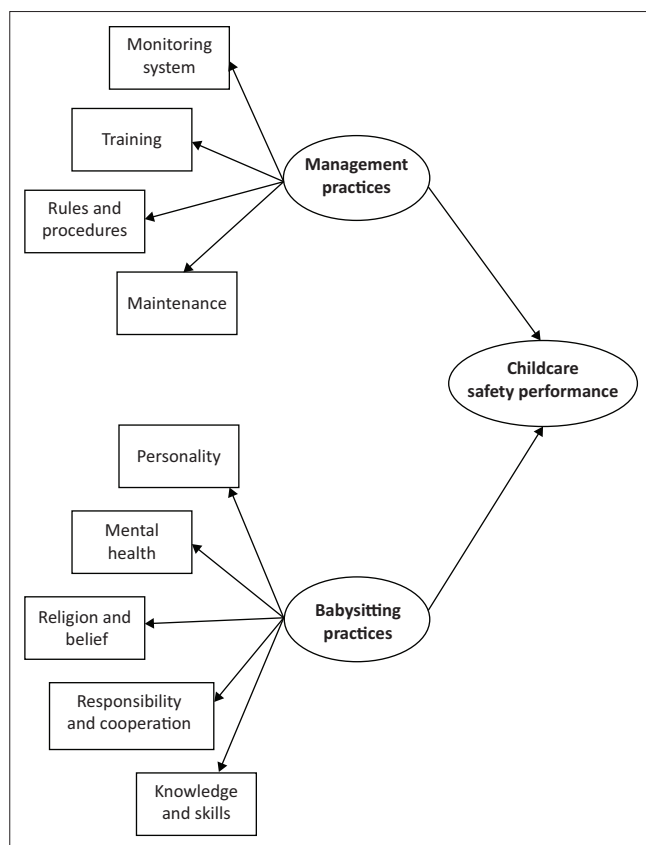 Monitoring
system
Training
Management
practices
Rules and
procedures
Maintenance
Childcare
safety performance
Personality
Mental
health
Religion and
belief
Babysitting
practices
Responsibility
and cooperation
Knowledge
and skills